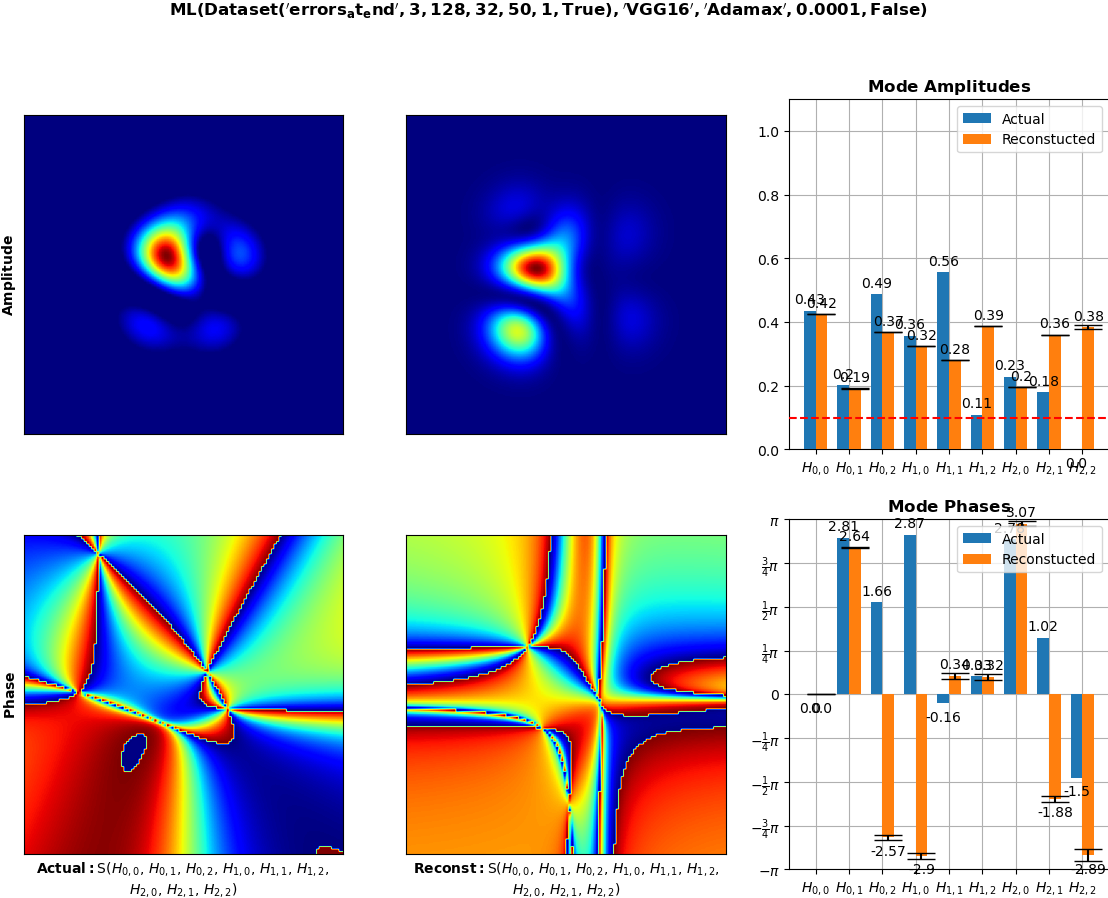 ML(Dataset('errors_at_end', 3, 128, 32, 50, 1, True), 'VGG16', 'Adamax', 0.0001, False)
Amplitude
Mode Amplitudes
Actual
Reconstucted
1.0
0.8
0.6
0.4
0.2
0.0
0.43
0.42
0.2
0.19
0.49
0.37
0.36
0.32
0.56
0.28
0.11
0.39
0.23
0.2
0.18
0.36
0.0
0.38
H0,0 H0,1 H0,2 H1,0 H1,1 H1,2 H2,0 H2,1 H2,2
Phase
Mode Phases
Actual
Reconstucted
π
3/4π
1/2π
1/4π
0
−1/4π
−1/2π
−3/4π
−π
0.0
0.0
2.81
2.64
1.66
-2.57
2.87
-2.9
-0.16
0.34
0.33
0.32
3.07
1.02
-1.88
-1.5
-2.89
H0,0 H0,1 H0,2 H1,0 H1,1 H1,2 H2,0 H2,1 H2,2
Actual: S(H0,0, H0,1, H0,2, H1,0, H1,1, H1,2,
H2,0, H2,1, H2,2)
Reconst: S(H0,0, H0,1, H0,2, H1,0, H1,1, H1,2,
H2,0, H2,1, H2,2)